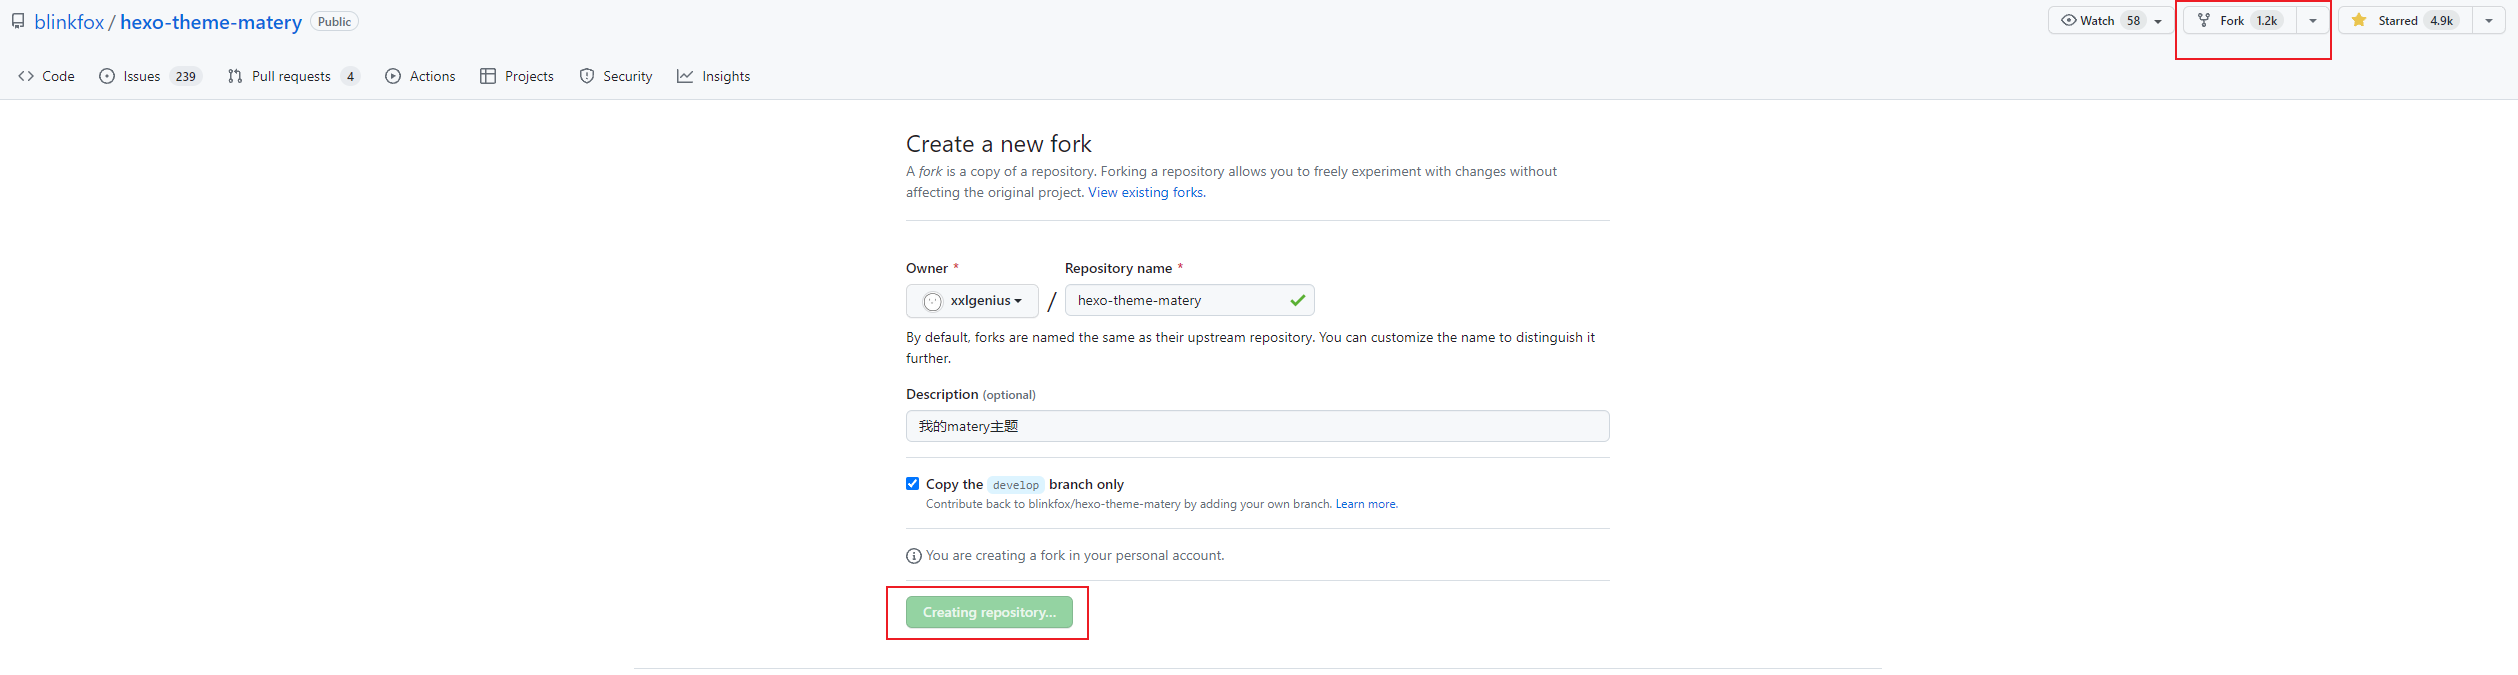 blinkfox / hexo-theme-matery Public
Watch 58 Fork 1.2k Starred 4.9k
Code Issues 239 Pull requests 4 Actions Projects Security Insights
Create a new fork
A fork is a copy of a repository. Forking a repository allows you to freely experiment with changes without
affecting the original project. View existing forks.
Owner * Repository name *
xxlgenius / hexo-theme-matery
By default, forks are named the same as their upstream repository. You can customize the name to distinguish it
further.
Description (optional)
我的matery主题
Copy the develop branch only
Contribute back to blinkfox/hexo-theme-matery by adding your own branch. Learn more.
You are creating a fork in your personal account.
Creating repository...